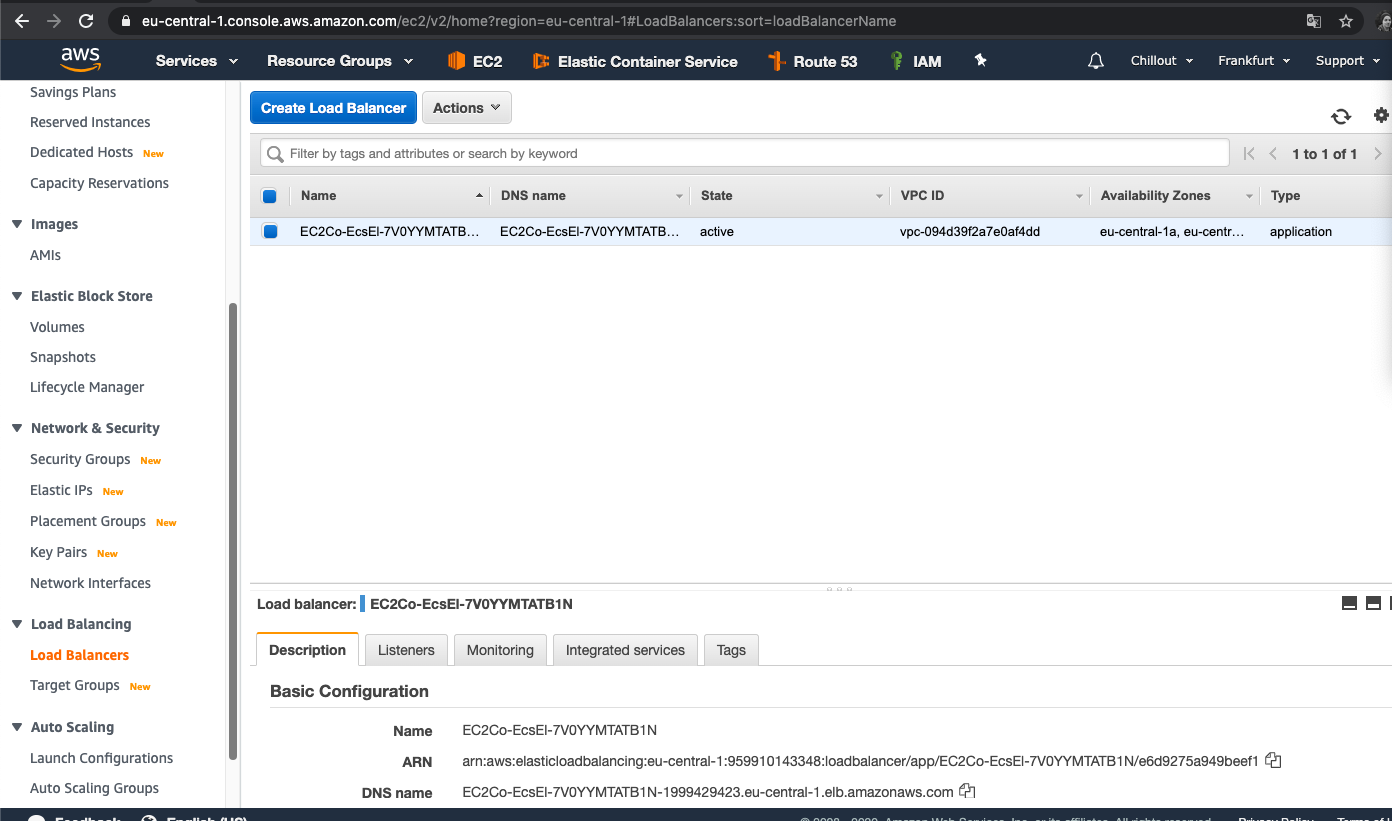 eu-central-1.console.aws.amazon.com/ec2/v2/home?region=eu-central-1#LoadBalancers:sort=loadBalancerName
aws Services Resource Groups EC2 Elastic Container Service Route 53 IAM Chillout Frankfurt Support
Savings Plans
Reserved Instances
Dedicated Hosts New
Capacity Reservations
Images
AMIs
Elastic Block Store
Volumes
Snapshots
Lifecycle Manager
Network & Security
Security Groups New
Elastic IPs New
Placement Groups New
Key Pairs New
Network Interfaces
Load Balancing
Load Balancers
Target Groups New
Auto Scaling
Launch Configurations
Auto Scaling Groups
Create Load Balancer Actions
Filter by tags and attributes or search by keyword 1 to 1 of 1
Name DNS name State VPC ID Availability Zones Type
EC2Co-EcsEl-7V0YYMTATB... EC2Co-EcsEl-7V0YYMTATB... active vpc-094d39f2a7e0af4dd eu-central-1a, eu-centr... application
Load balancer: EC2Co-EcsEl-7V0YYMTATB1N
Description Listeners Monitoring Integrated services Tags
Basic Configuration
Name EC2Co-EcsEl-7V0YYMTATB1N
ARN arn:aws:elasticloadbalancing:eu-central-1:959910143348:loadbalancer/app/EC2Co-EcsEl-7V0YYMTATB1N/e6d9275a949beef1
DNS name EC2Co-EcsEl-7V0YYMTATB1N-1999429423.eu-central-1.elb.amazonaws.com
Feedback English (US)